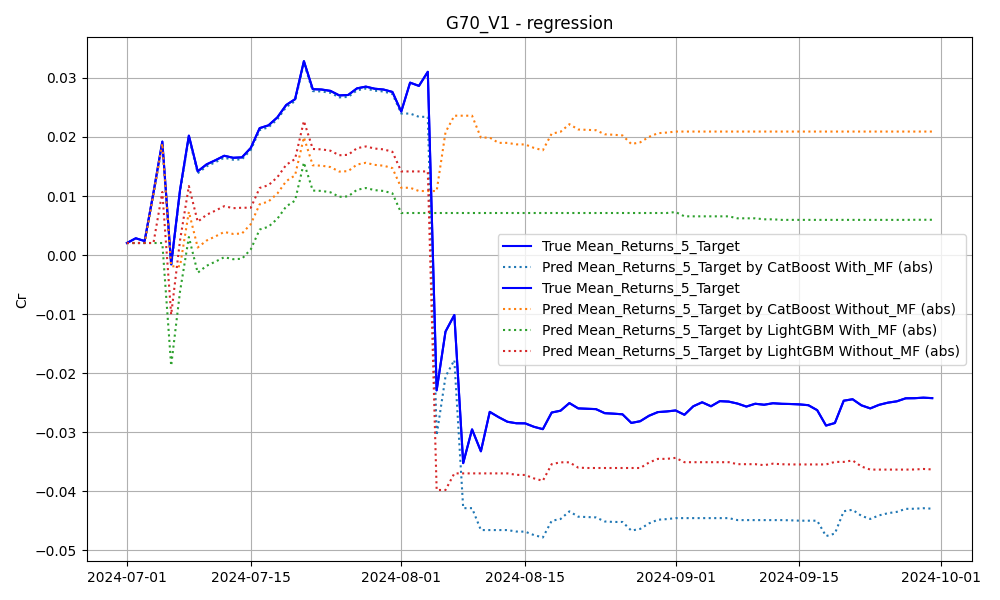 G70_V1 - regression
Cr
0.03
0.02
0.01
0.00
−0.01
−0.02
−0.03
−0.04
−0.05
True Mean_Returns_5_Target
Pred Mean_Returns_5_Target by CatBoost With_MF (abs)
True Mean_Returns_5_Target
Pred Mean_Returns_5_Target by CatBoost Without_MF (abs)
Pred Mean_Returns_5_Target by LightGBM With_MF (abs)
Pred Mean_Returns_5_Target by LightGBM Without_MF (abs)
2024-07-01 2024-07-15 2024-08-01 2024-08-15 2024-09-01 2024-09-15 2024-10-01